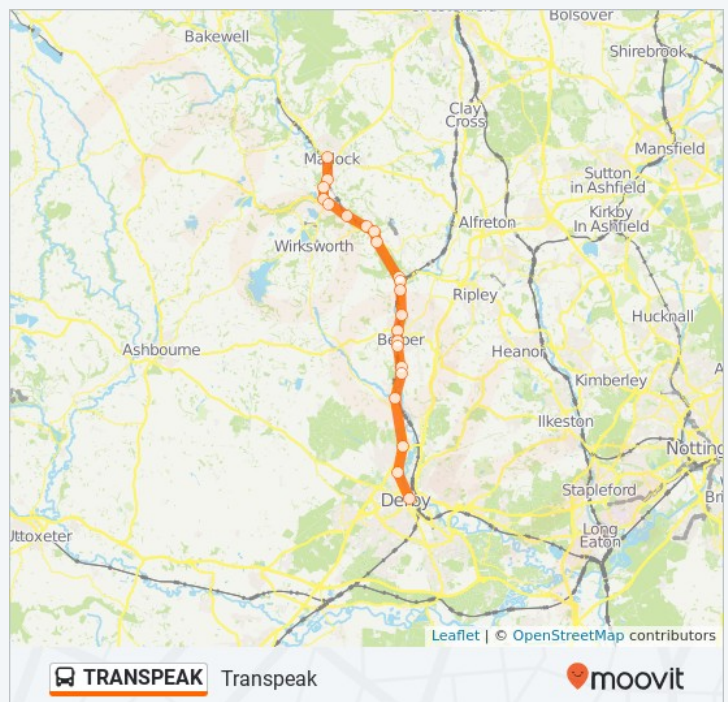 Bolsover
Bakewell
Shirebrook
Clay
Cross
Mansfield
Matlock
Sutton
in Ashfield
Kirkby
In Ashfield
Alfreton
Wirksworth
Ripley
Hucknall
Belper
Heanor
Ashbourne
Kimberley
Ilkeston
Notting
Derby
Stapleford
Bri
Long
Eaton
Uttoxeter
Leaflet | © OpenStreetMap contributors
TRANSPEAK Transpeak moovit